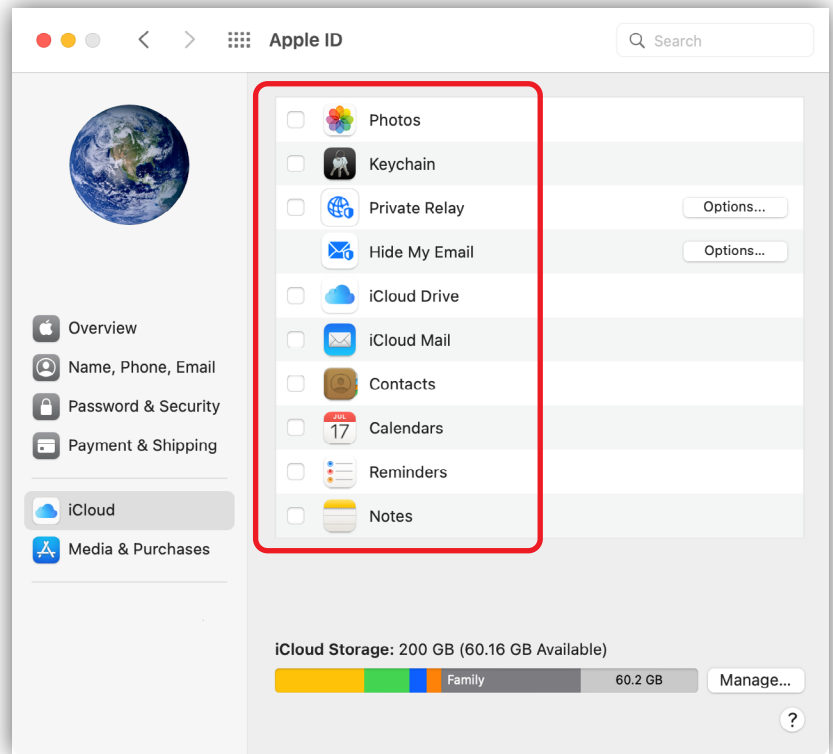 Apple ID
Search
Overview
Name, Phone, Email
Password & Security
Payment & Shipping
iCloud
Media & Purchases
Photos
Keychain
Private Relay
Options...
Hide My Email
Options...
iCloud Drive
iCloud Mail
Contacts
JUL
17
Calendars
Reminders
Notes
iCloud Storage: 200 GB (60.16 GB Available)
Family
60.2 GB
Manage...
?